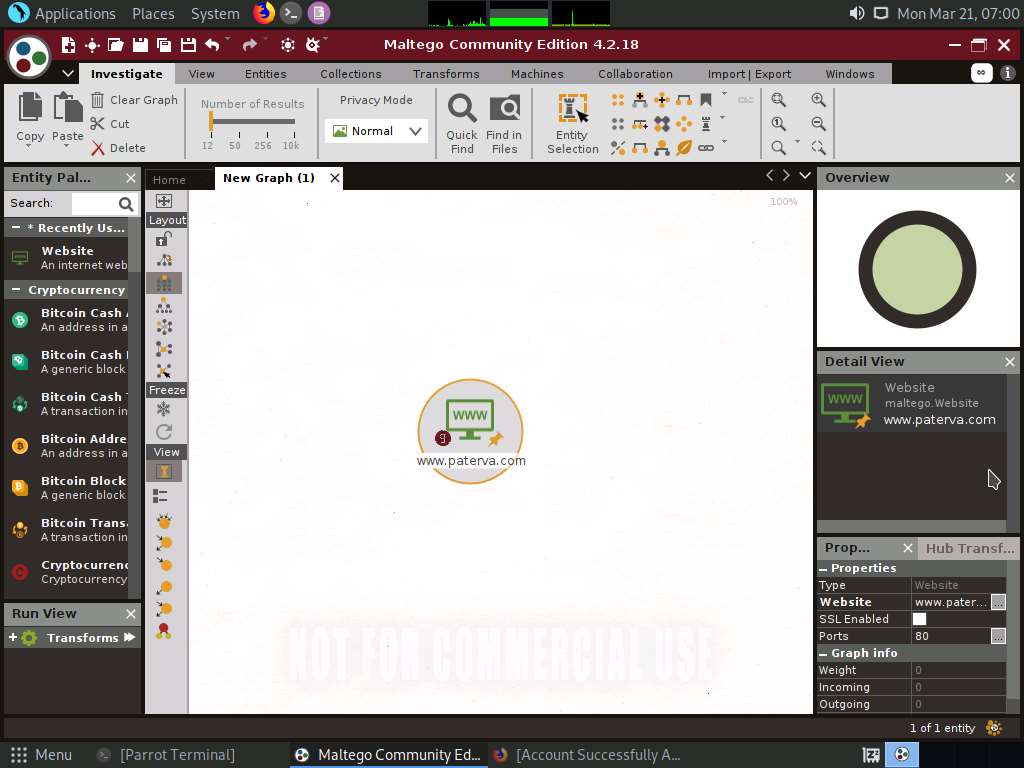 Applications Places System
Mon Mar 21, 07:00
Maltego Community Edition 4.2.18
Investigate View Entities Collections Transforms Machines Collaboration Import | Export Windows
Copy
Paste
Clear Graph
Cut
Delete
Number of Results
12 50 256 10k
Privacy Mode
Normal
Quick
Find
Find in
Files
Entity
Selection
Entity Pal...
Search:
* Recently Us...
Website
An internet web
Cryptocurrency
Bitcoin Cash
An address in a
Bitcoin Cash
A generic block
Bitcoin Cash
A transaction in
Bitcoin Addre
An address in a
Bitcoin Block
A generic block
Bitcoin Trans
A transaction in
Cryptocurrenc
Cryptocurrency
Run View
Transforms
Home
New Graph (1)
Layout
Freeze
View
100%
www
www.paterva.com
NOT FOR COMMERCIAL USE
Overview
Detail View
WWW
Website
maltego.Website
www.paterva.com
Prop...
Hub Transf...
Properties
Type Website
Website www.pater... ...
SSL Enabled
Ports 80 ...
Graph info
Weight 0
Incoming 0
Outgoing 0
1 of 1 entity
Menu
[Parrot Terminal]
Maltego Community Ed...
[Account Successfully A...